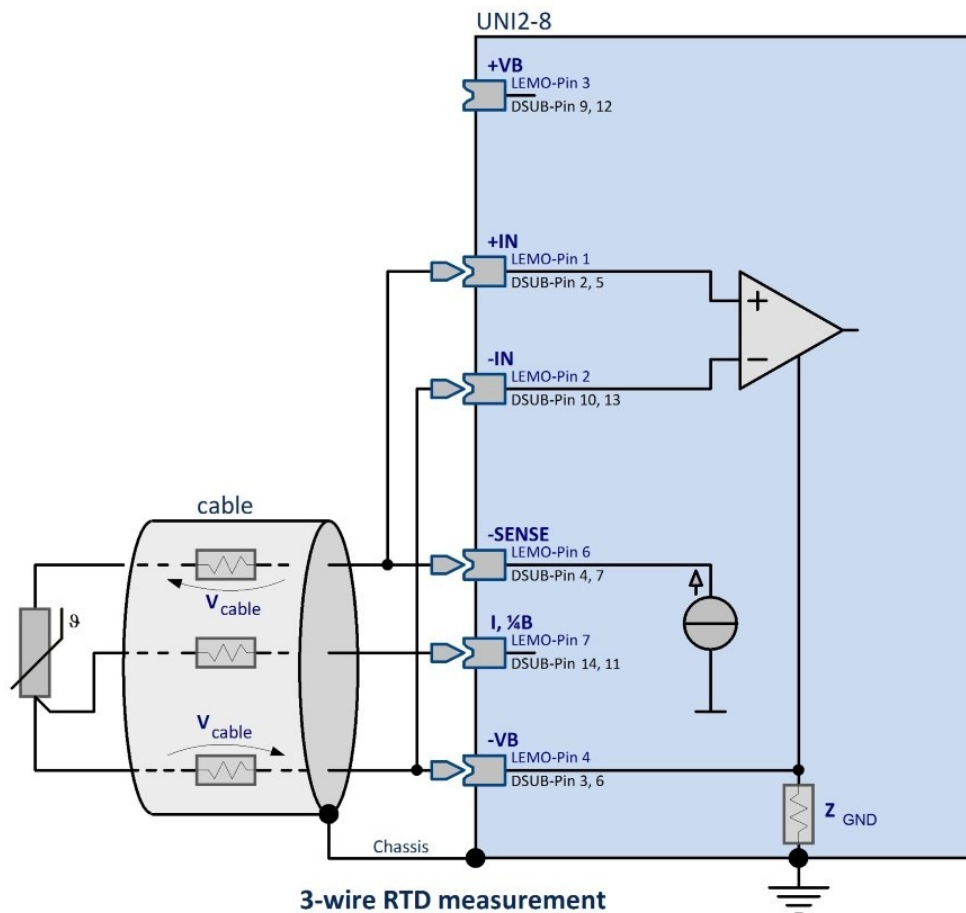 UNI2-8
+VB
LEMO-Pin 3
DSUB-Pin 9, 12
+IN
LEMO-Pin 1
DSUB-Pin 2, 5
-IN
LEMO-Pin 2
DSUB-Pin 10, 13
cable
-SENSE
LEMO-Pin 6
DSUB-Pin 4, 7
V cable
ϑ
I, ¼B
LEMO-Pin 7
DSUB-Pin 14, 11
V cable
-VB
LEMO-Pin 4
DSUB-Pin 3, 6
Z GND
Chassis
3-wire RTD measurement